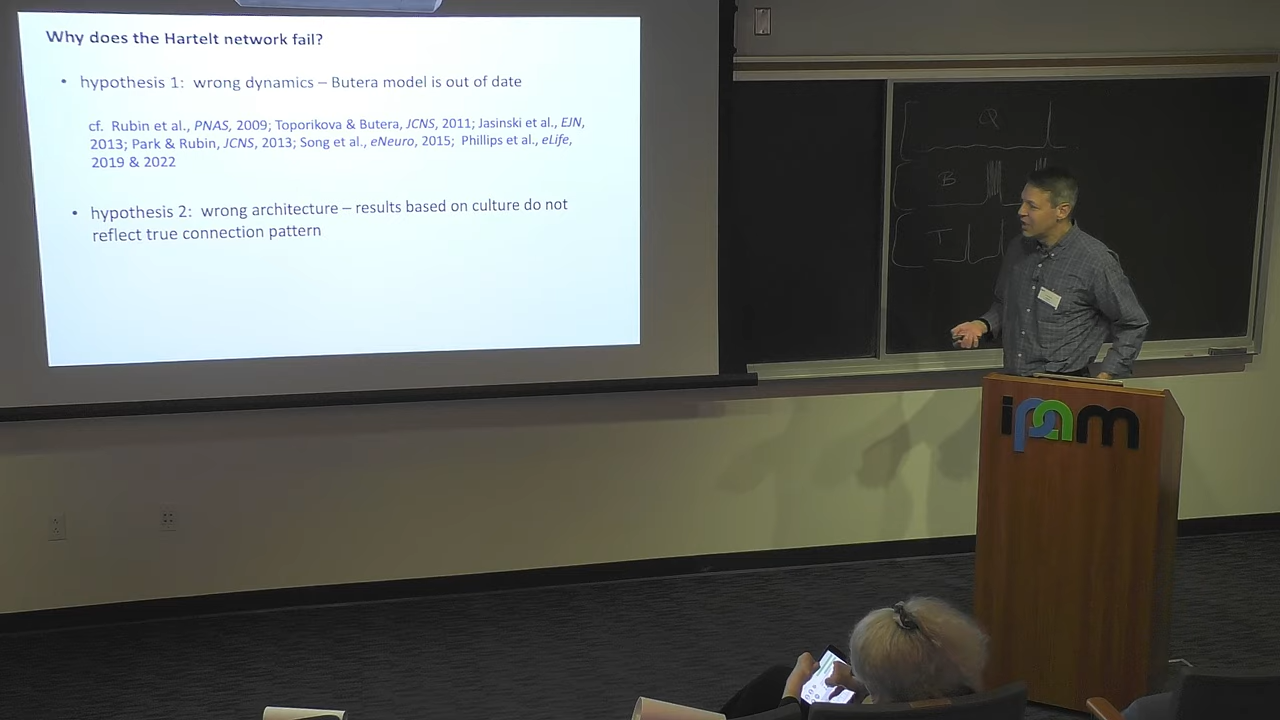 Why does the Hartelt network fail?
• hypothesis 1: wrong dynamics – Butera model is out of date
cf. Rubin et al., PNAS, 2009; Toporikova & Butera, JCNS, 2011; Jasinski et al., EJN,
2013; Park & Rubin, JCNS, 2013; Song et al., eNeuro, 2015; Phillips et al., eLife,
2019 & 2022
• hypothesis 2: wrong architecture – results based on culture do not
reflect true connection pattern
Q
B
T
ipam